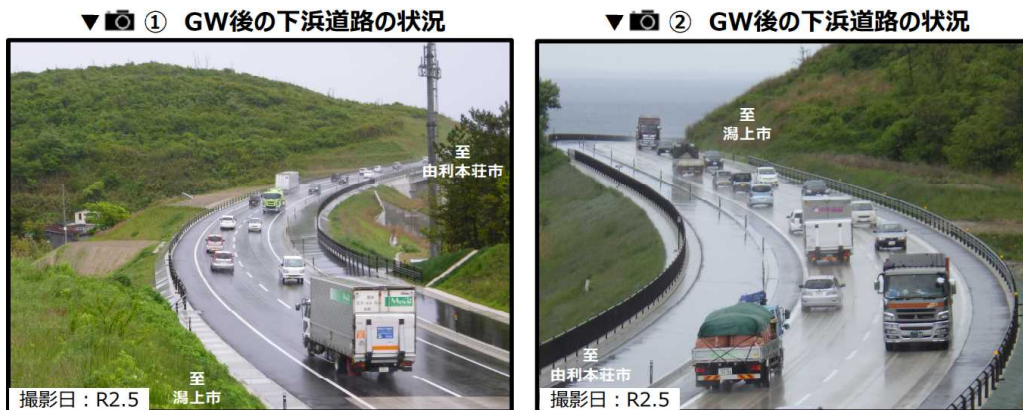 ▼📷 ① GW後の下浜道路の状況
至
由利本荘市
至
潟上市
撮影日：R2.5
▼📷 ② GW後の下浜道路の状況
至
潟上市
至
由利本荘市
撮影日：R2.5